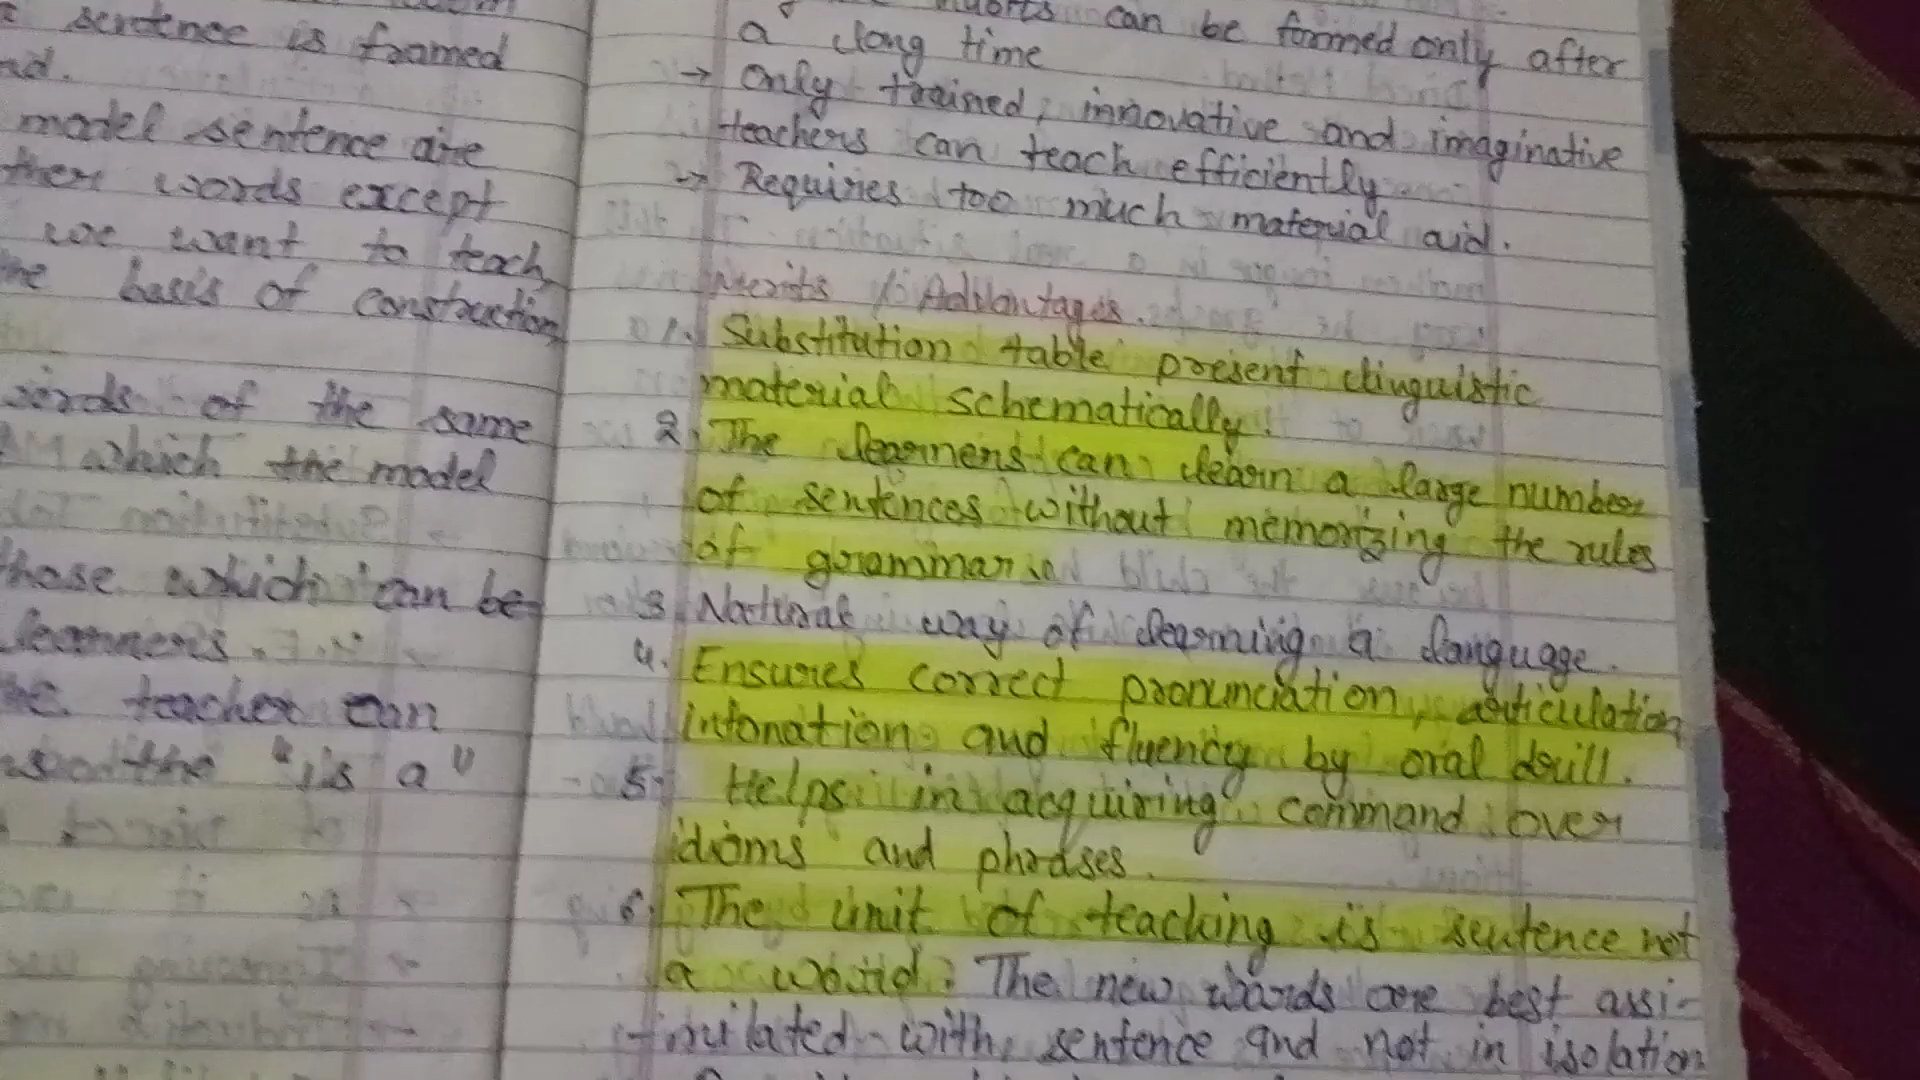 sentence is framed
model sentence are
words except
we want to teach
basis of construction
of the same
which the model
those which can be
learners.
teacher can
the "is a"
can be formed only after
a long time
→ Only trained, innovative and imaginative
teachers can teach efficiently
→ Requires too much material aid.
Merits / Advantages.
1. Substitution table present linguistic
material schematically.
2. The learners can learn a large number
of sentences without memorizing the rules
of grammar
3. Natural way of learning a language.
4. Ensures correct pronunciation, articulation
intonation and fluency by oral drill.
5. Helps in acquiring command over
idioms and phrases.
6. The unit of teaching is sentence not
a word. The new words are best assi-
milated with sentence and not in isolation